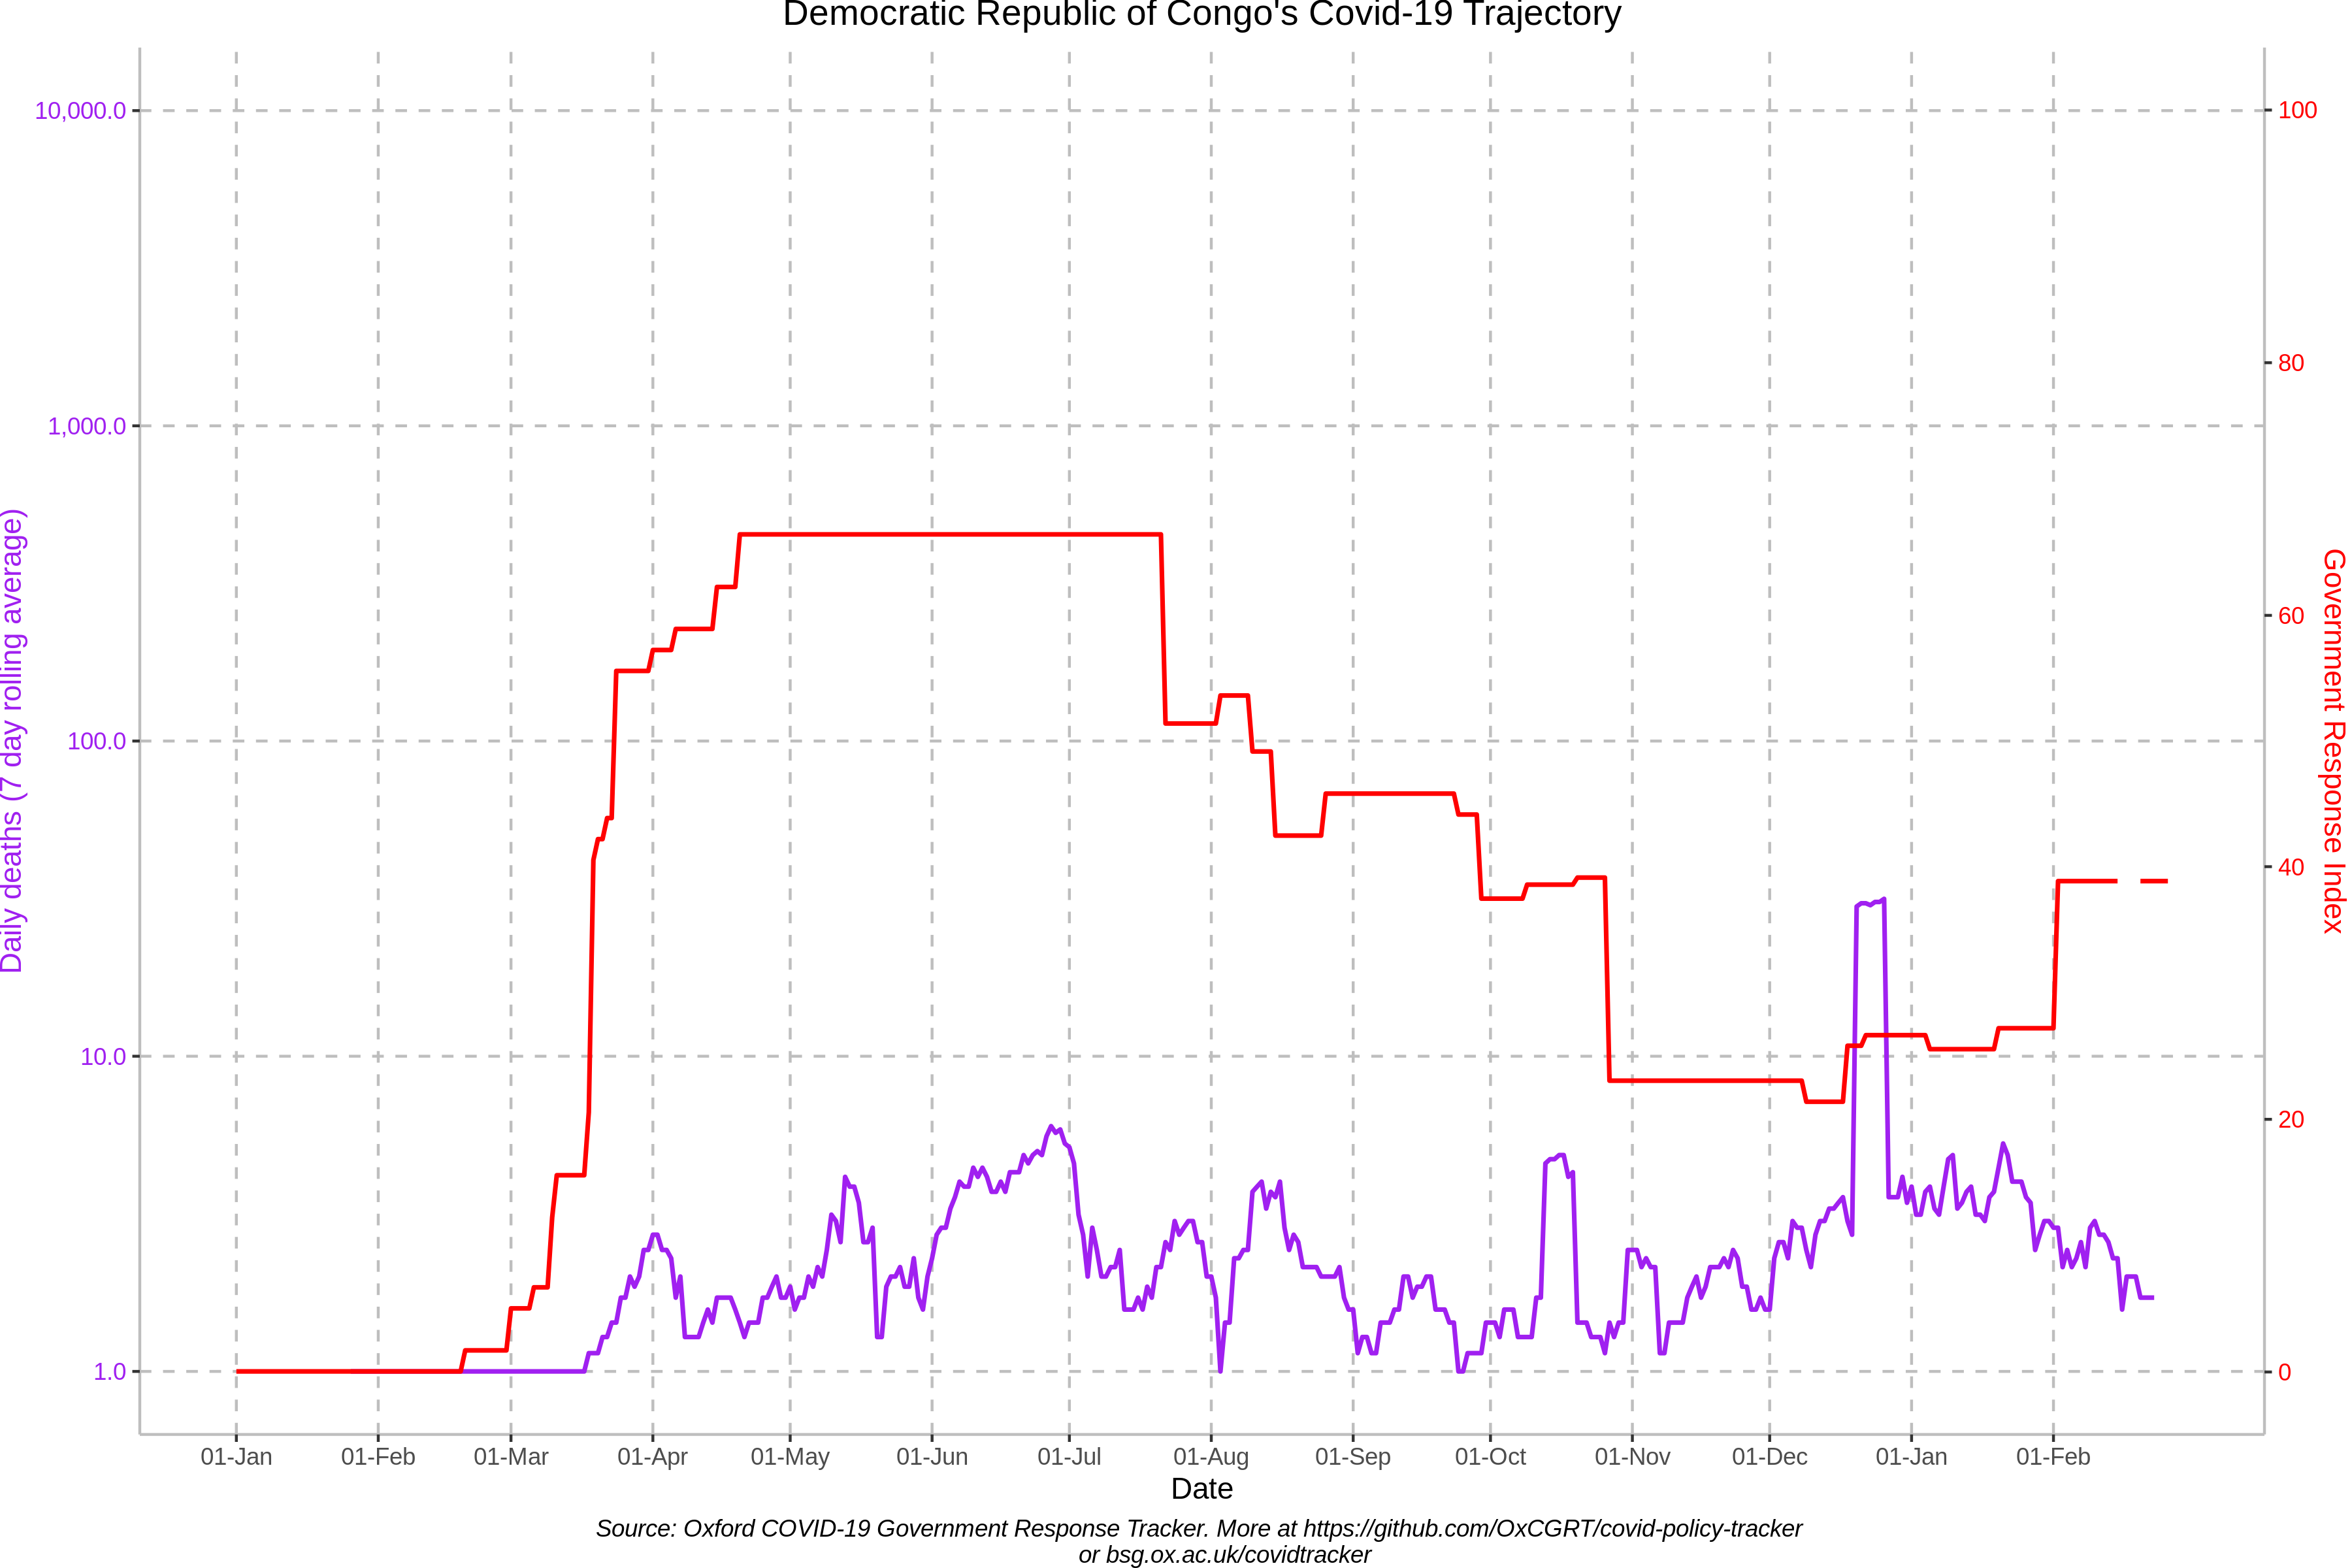 Democratic Republic of Congo's Covid-19 Trajectory
10,000.0
1,000.0
100.0
10.0
1.0
Daily deaths (7 day rolling average)
100
80
60
40
20
0
Government Response Index
01-Jan 01-Feb 01-Mar 01-Apr 01-May 01-Jun 01-Jul 01-Aug 01-Sep 01-Oct 01-Nov 01-Dec 01-Jan 01-Feb
Date
Source: Oxford COVID-19 Government Response Tracker. More at https://github.com/OxCGRT/covid-policy-tracker
or bsg.ox.ac.uk/covidtracker